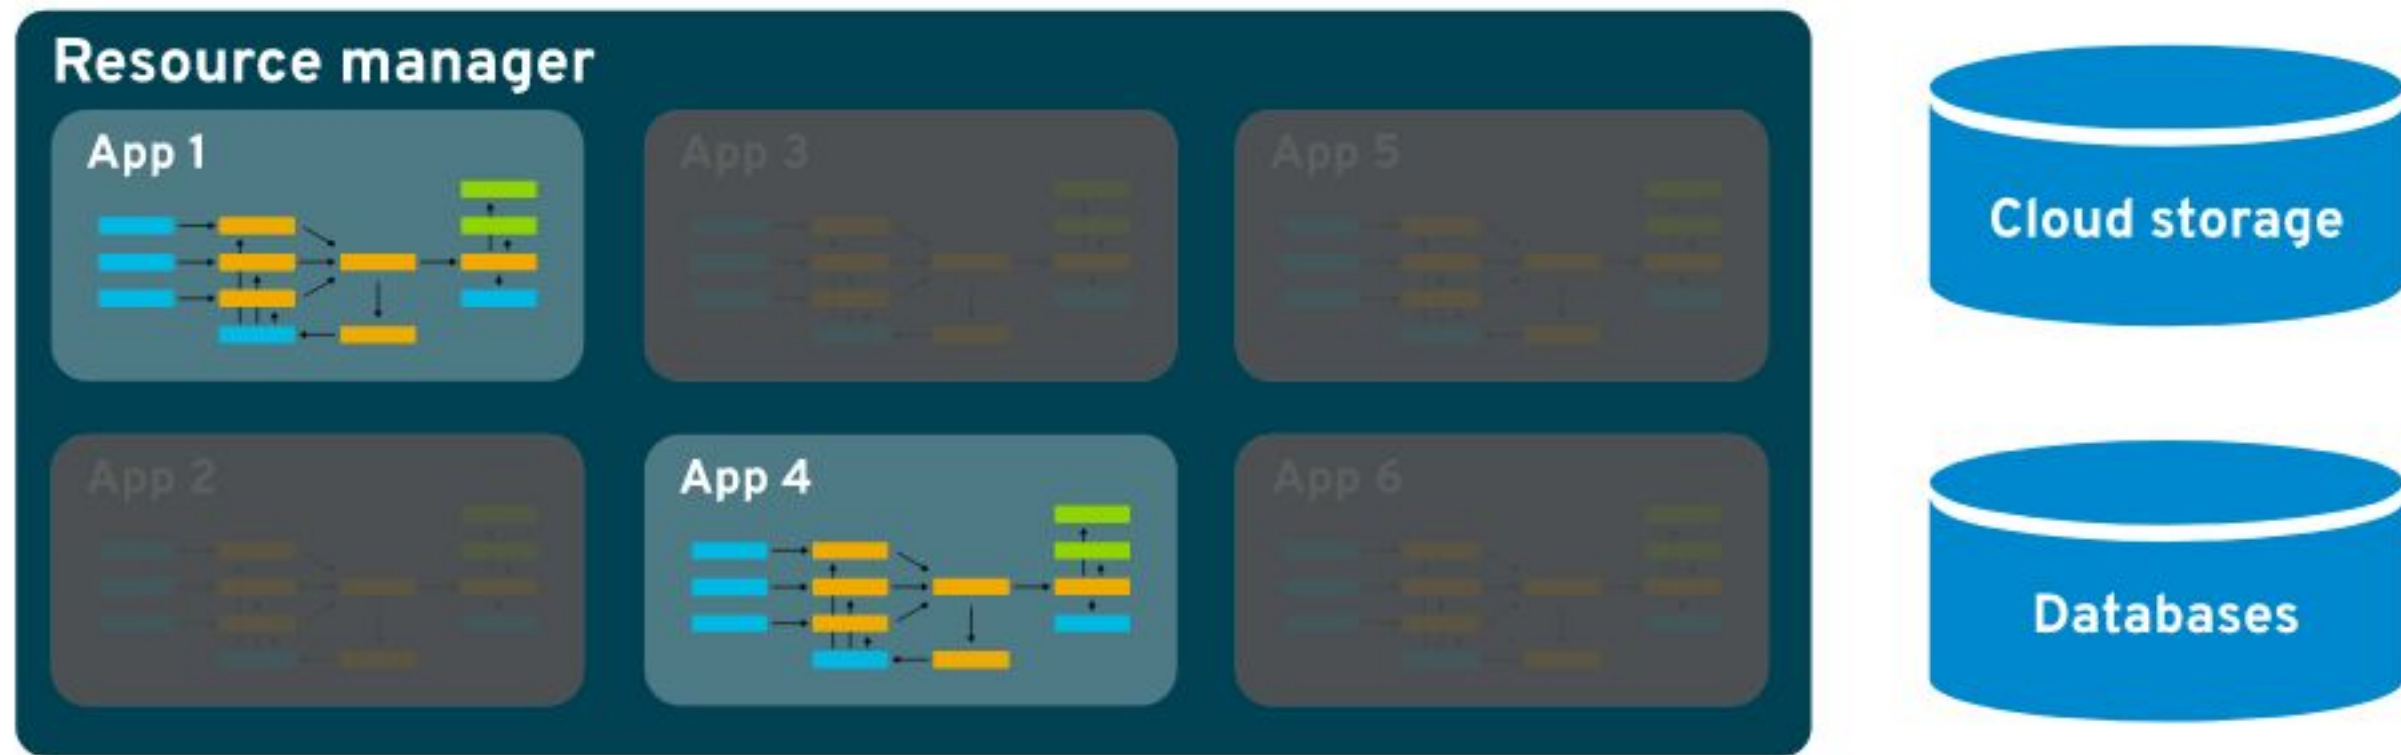 Resource manager
App 1
App 3
App 5
App 2
App 4
App 6
Cloud storage
Databases